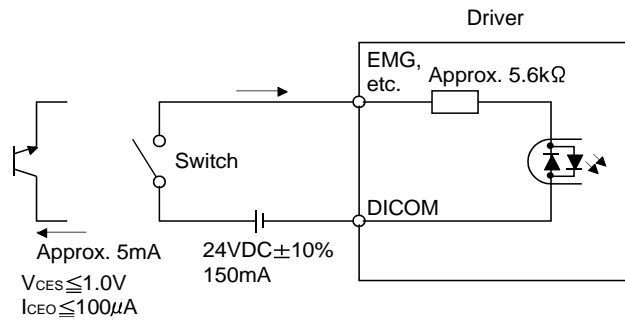 Driver
EMG,
etc.
Approx. 5.6kΩ
Switch
DICOM
Approx. 5mA
24VDC±10%
150mA
VCES≦1.0V
ICEO≦100μA